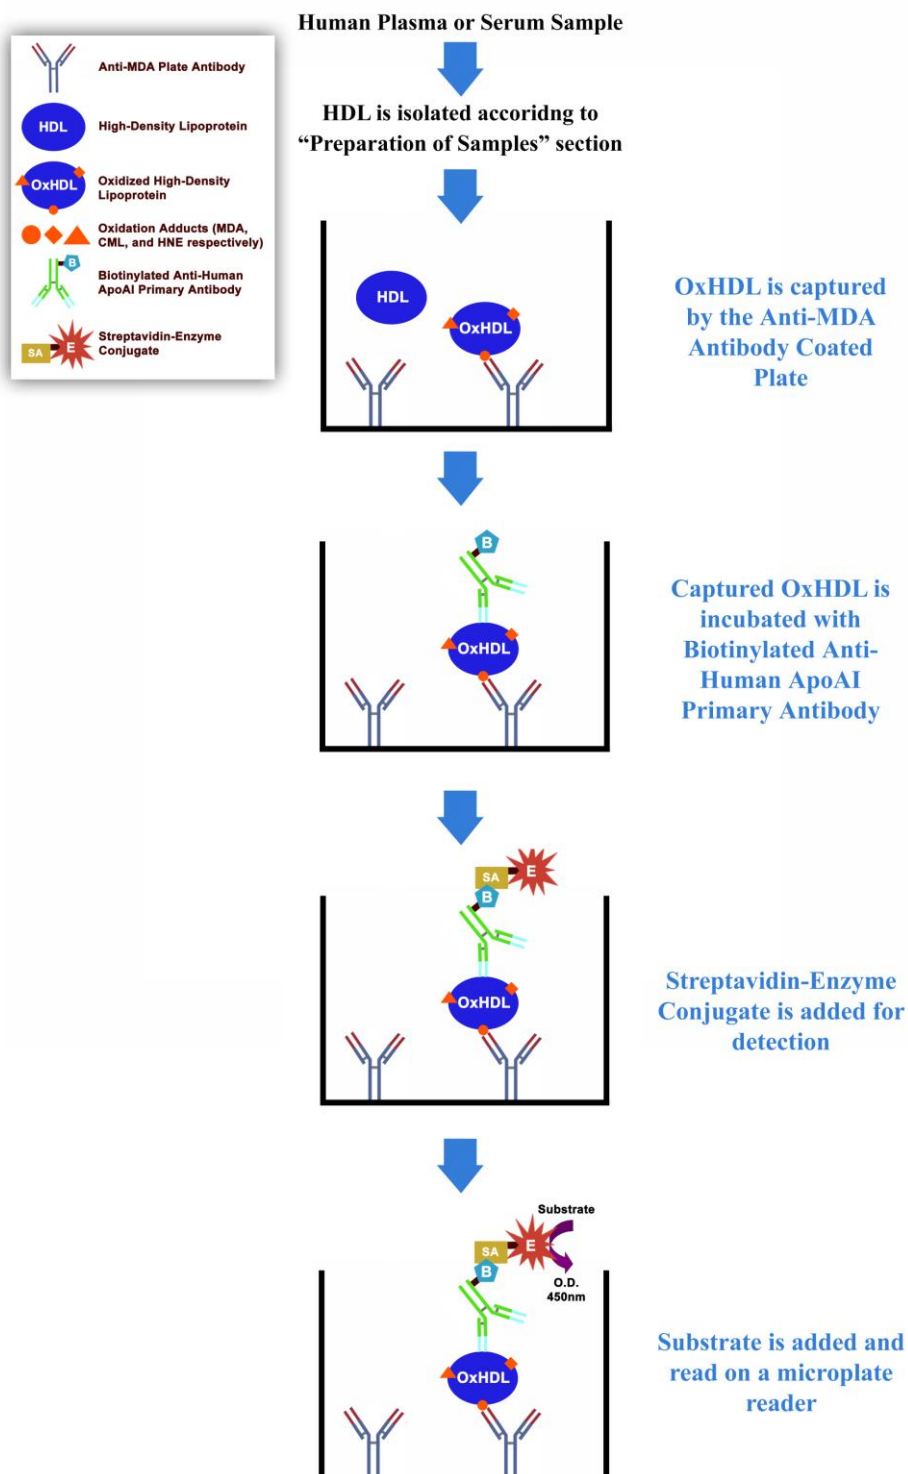 Human Plasma or Serum Sample
HDL is isolated accoridng to
“Preparation of Samples” section
Anti-MDA Plate Antibody
HDL
High-Density Lipoprotein
OxHDL
Oxidized High-Density
Lipoprotein
Oxidation Adducts (MDA,
CML, and HNE respectively)
B
Biotinylated Anti-Human
ApoAI Primary Antibody
SA
E
Streptavidin-Enzyme
Conjugate
HDL
OxHDL
OxHDL is captured
by the Anti-MDA
Antibody Coated
Plate
B
OxHDL
Captured OxHDL is
incubated with
Biotinylated Anti-
Human ApoAI
Primary Antibody
SA
E
B
OxHDL
Streptavidin-Enzyme
Conjugate is added for
detection
Substrate
SA
E
B
O.D.
450nm
OxHDL
Substrate is added and
read on a microplate
reader